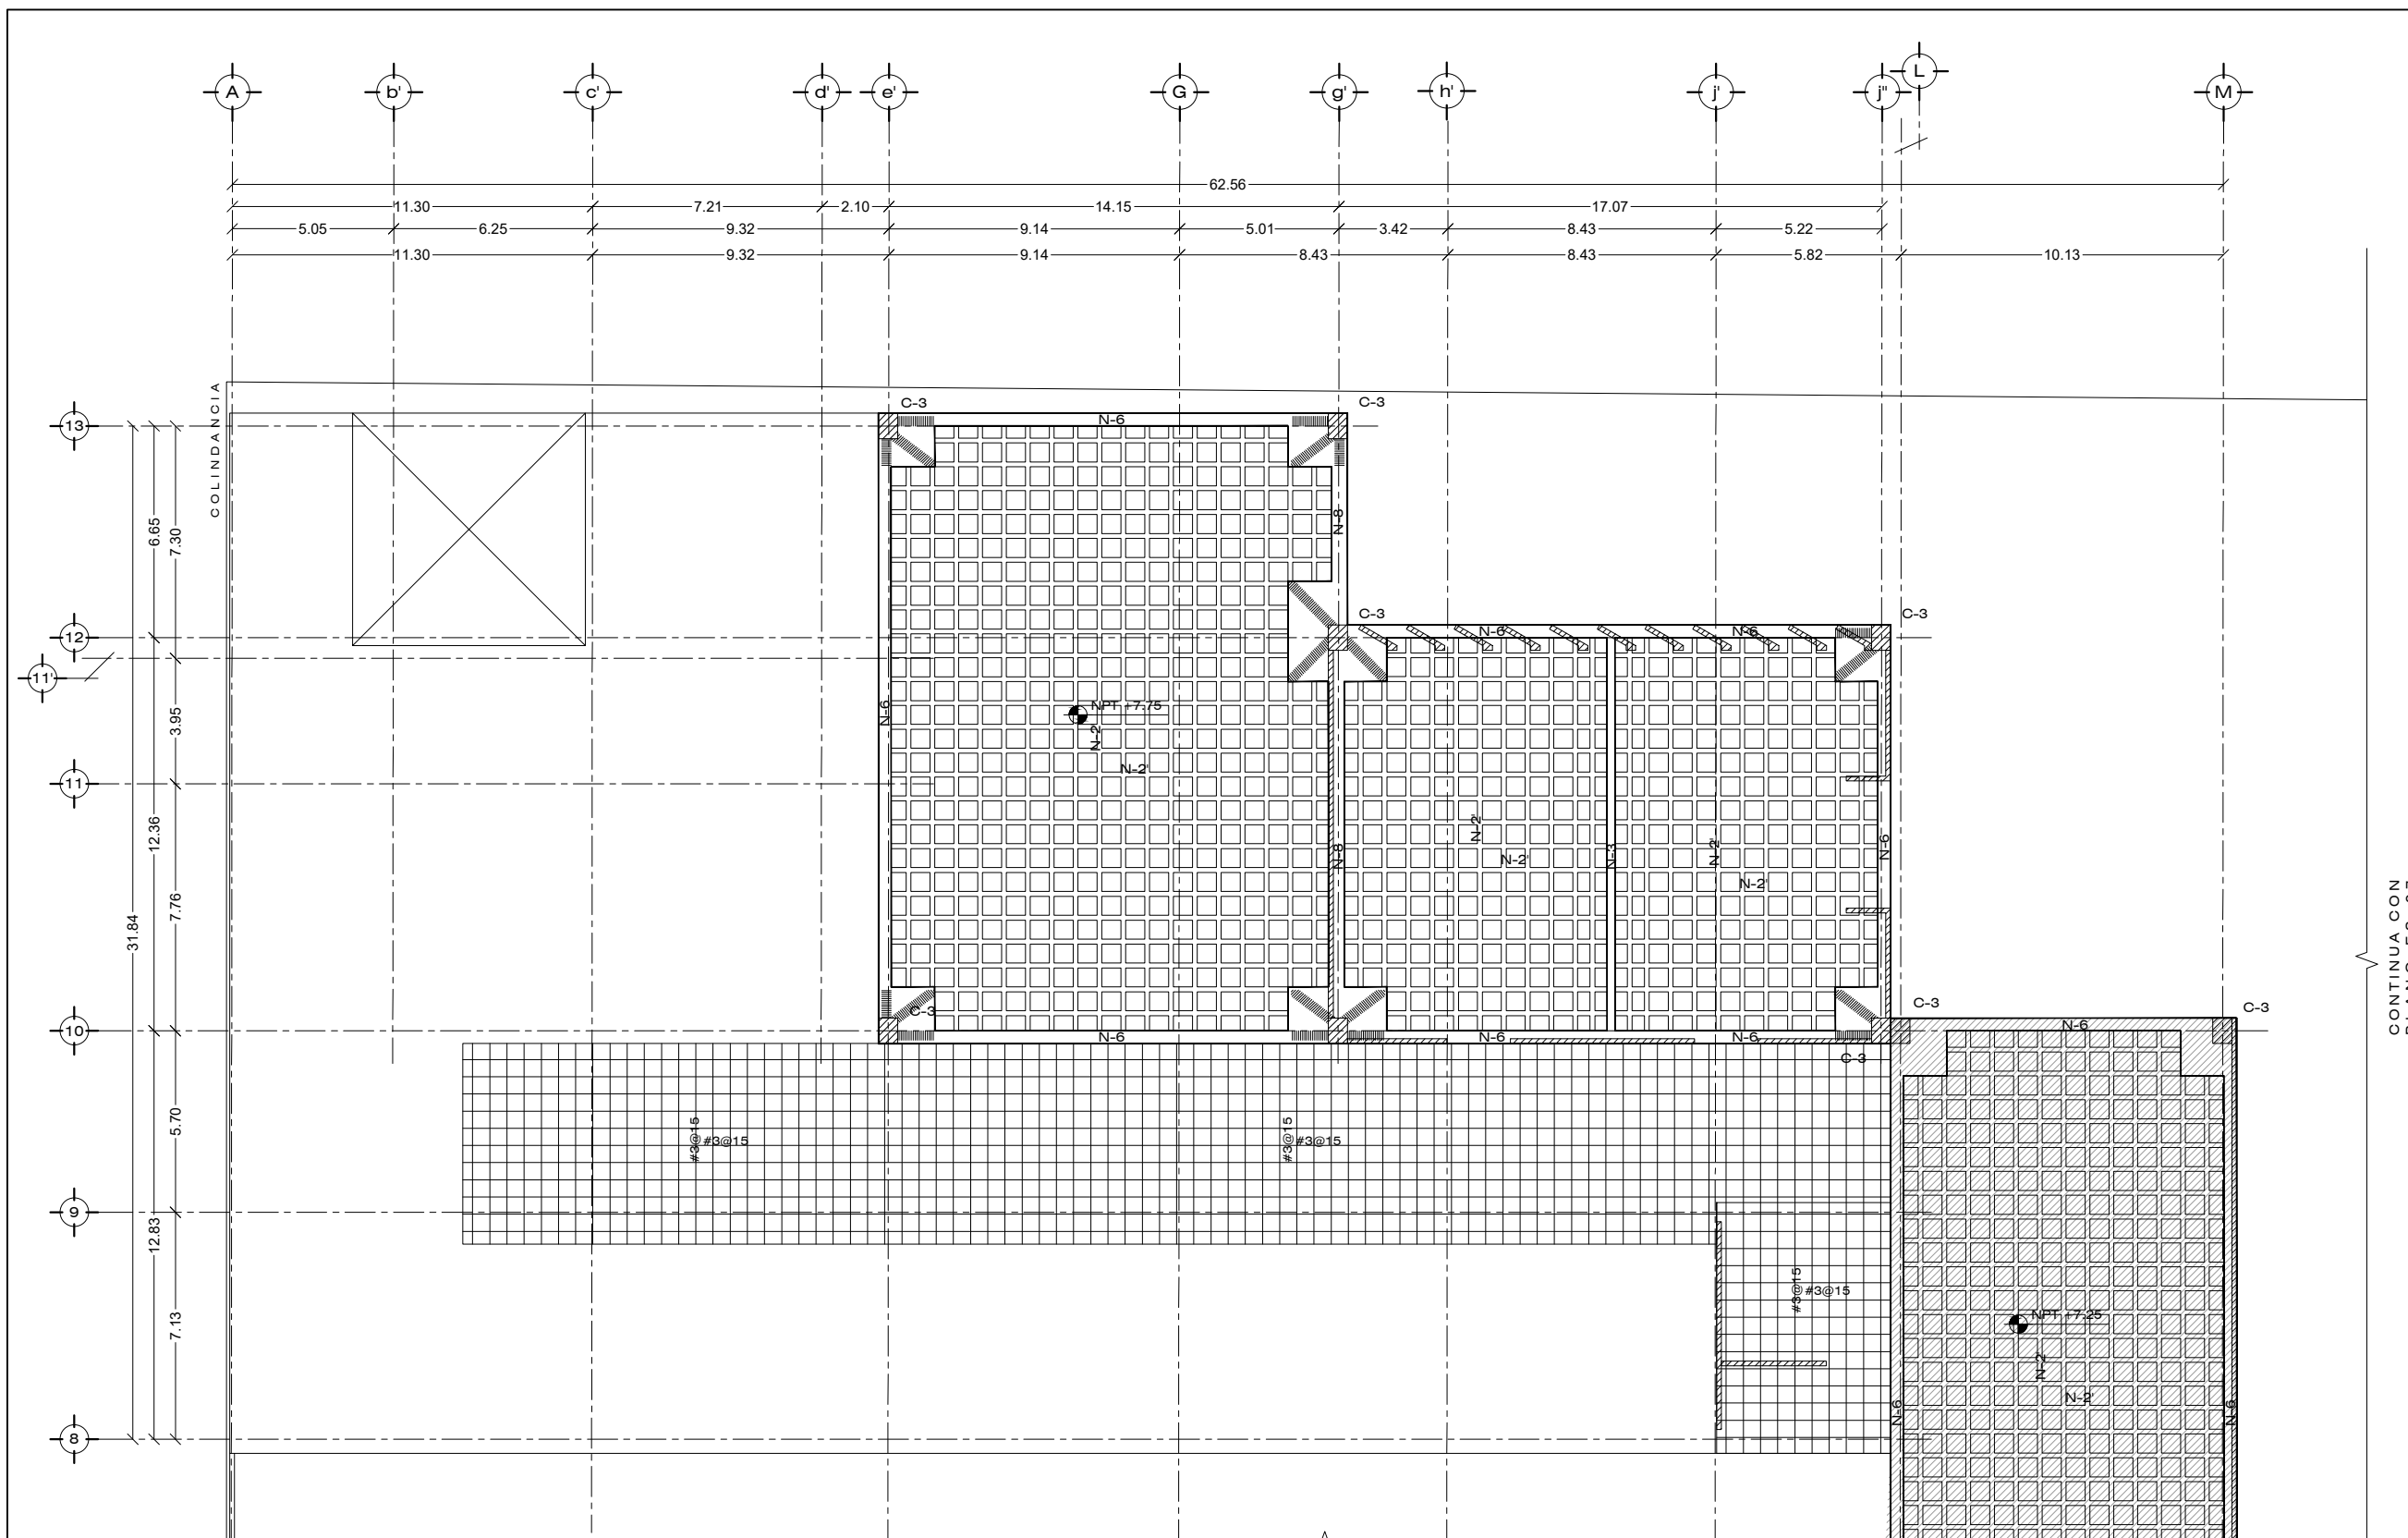 L
A b' c' d' e' G g' h' j' j" M
62.56
11.30 7.21 2.10 14.15 17.07
5.05 6.25 9.32 9.14 5.01 3.42 8.43 5.22
11.30 9.32 9.14 8.43 8.43 5.82 10.13
COLINDANCIA
13
12
11'
11
10
9
8
31.84
6.65
12.36
12.83
7.30
3.95
7.76
5.70
7.13
C-3
C-3
N-6
N-8
C-3
C-3
N-6
N-6
N-6
NPT +7.75
N-2'
N-2'
N-2'
N-2'
N-8
N-3
N-2'
N-2'
N-6
C-3
C-3
C-3
N-6
N-6
N-6
N-6
C-3
#3@15
#3@15
#3@15
#3@15
#3@15
#3@15
NPT +7.25
N-2'
N-2'
N-6
N-6
CONTINUA CON